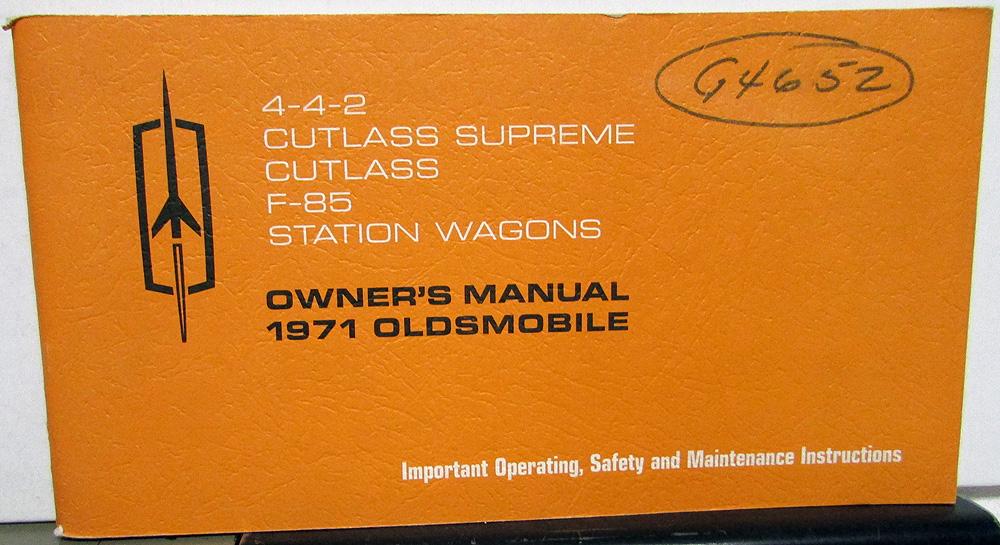 G4652
4-4-2
CUTLASS SUPREME
CUTLASS
F-85
STATION WAGONS
OWNER'S MANUAL
1971 OLDSMOBILE
Important Operating, Safety and Maintenance Instructions